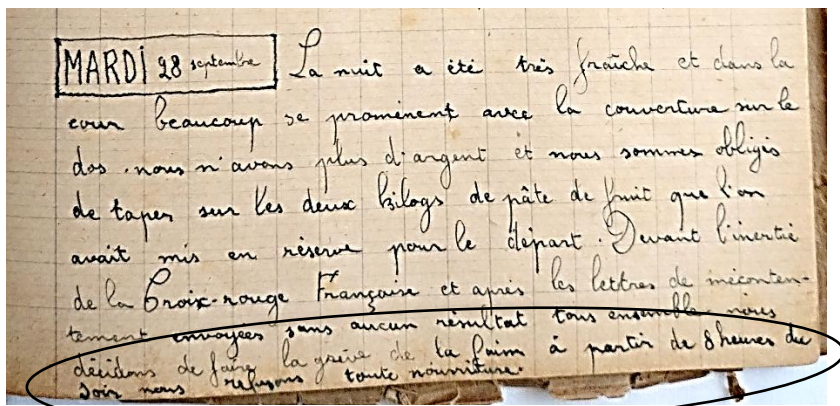 MARDI 28 septembre La nuit a été très fraîche et dans la
cour beaucoup se promènent avec la couverture sur le
dos. nous n'avons plus d'argent et nous sommes obligés
de taper sur les deux kilogs de pâte de fruit que l'on
avait mis en réserve pour le départ. Devant l'inertie
de la Croix-rouge Française et après les lettres de méconten-
tement envoyées sans aucun résultat tous ensemble nous
décidons de faire la grève de la faim à partir de 8 heures du
soir nous refusons toute nourriture.